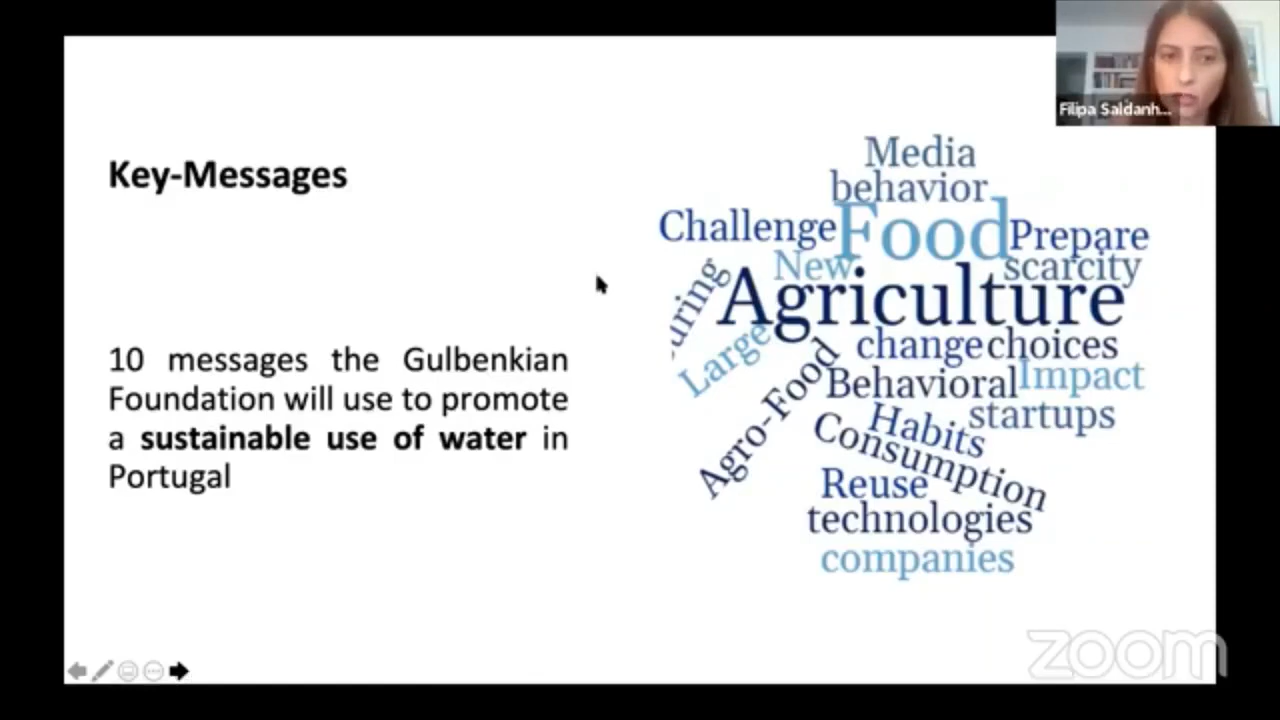 Filipa Saldanh...
Key-Messages
10 messages the Gulbenkian
Foundation will use to promote
a sustainable use of water in
Portugal
Media
behavior
Challenge
Food
Prepare
New
scarcity
Agriculture
Large
change
choices
Agro-Food
Behavioral
Impact
Habits
startups
Consumption
Reuse
technologies
companies
zoom